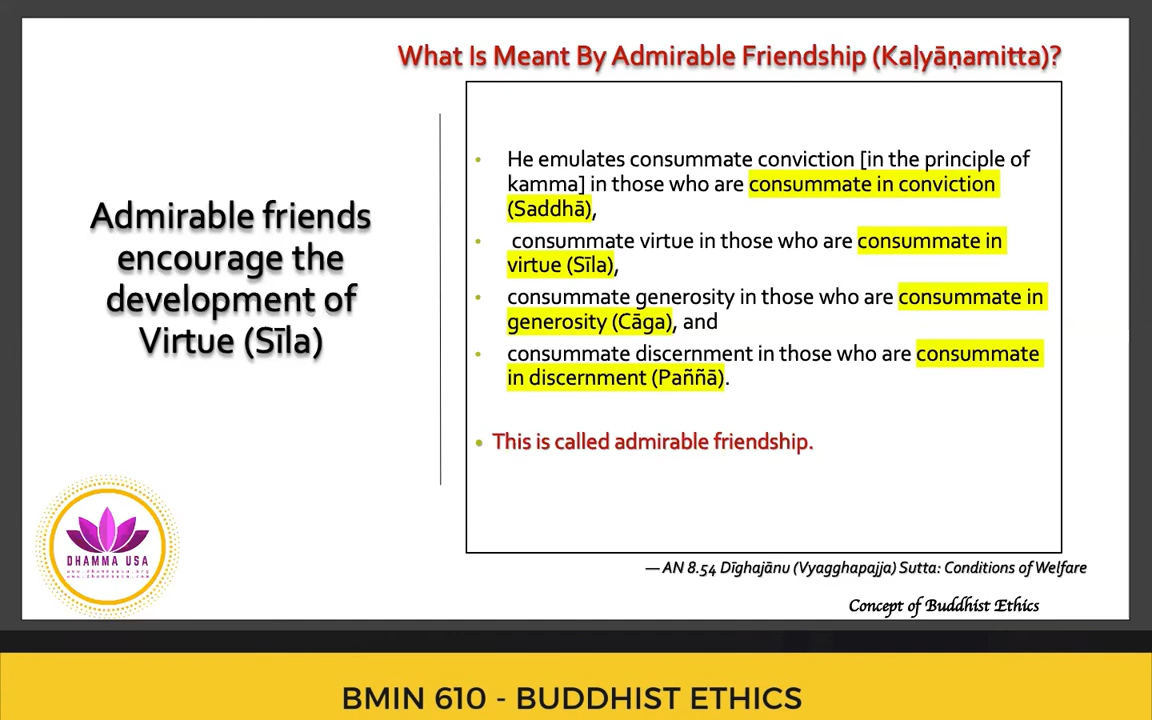 What Is Meant By Admirable Friendship (Kaḷyāṇamitta)?
Admirable friends
encourage the
development of
Virtue (Sīla)
• He emulates consummate conviction [in the principle of
kamma] in those who are consummate in conviction
(Saddhā),
• consummate virtue in those who are consummate in
virtue (Sīla),
• consummate generosity in those who are consummate in
generosity (Cāga), and
• consummate discernment in those who are consummate
in discernment (Paññā).
• This is called admirable friendship.
DHAMMA USA
— AN 8.54 Dīghajānu (Vyagghapajja) Sutta: Conditions of Welfare
Concept of Buddhist Ethics
BMIN 610 - BUDDHIST ETHICS